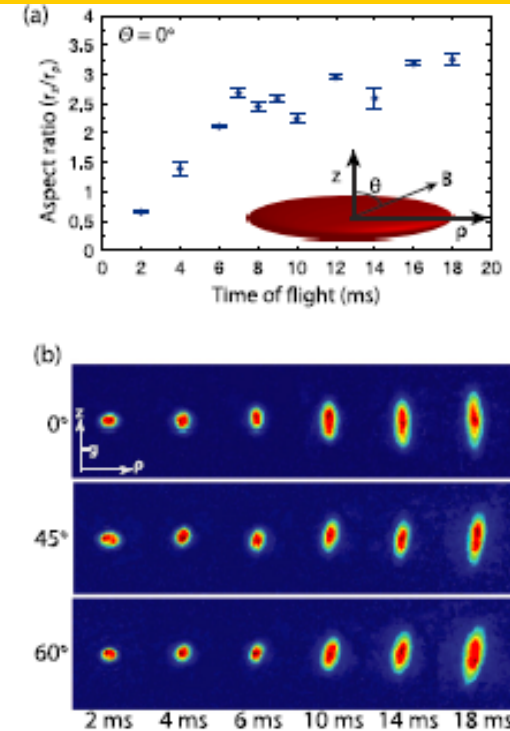 (a)
Θ = 0°
Aspect ratio (r_z/r_ρ)
4
3.5
3
2.5
2
1.5
1
0.5
0
0 2 4 6 8 10 12 14 16 18 20
Time of flight (ms)
z
θ
B
ρ
(b)
0°
z
g
ρ
45°
60°
2 ms 4 ms 6 ms 10 ms 14 ms 18 ms